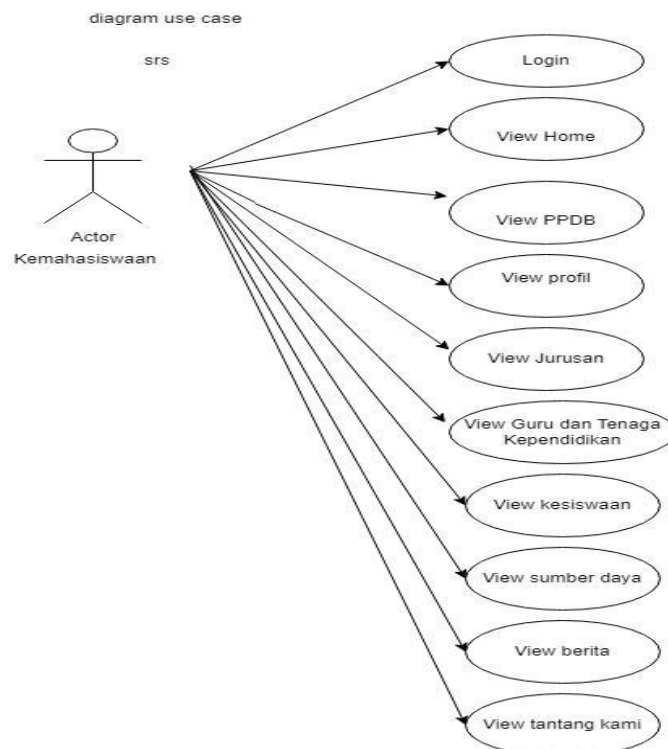 diagram use case
srs
Actor
Kemahasiswaan
Login
View Home
View PPDB
View profil
View Jurusan
View Guru dan Tenaga
Kependidikan
View kesiswaan
View sumber daya
View berita
View tantang kami